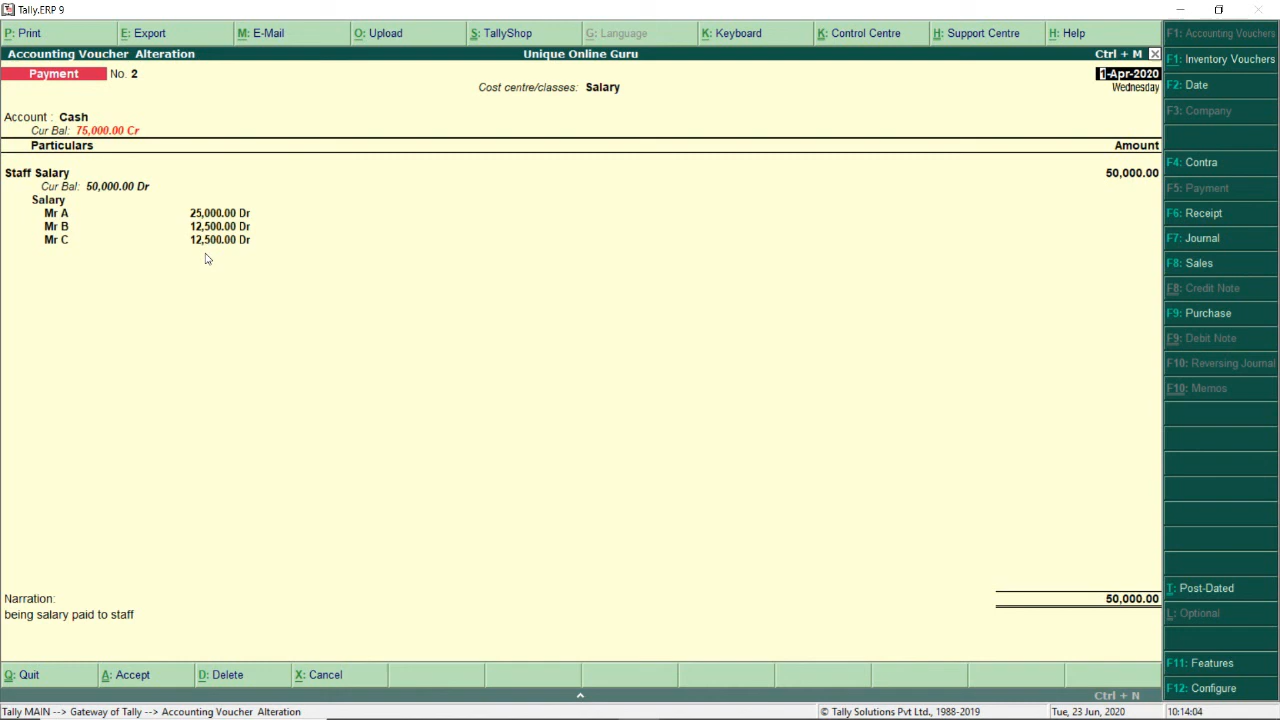 Tally.ERP 9
P: Print E: Export M: E-Mail O: Upload S: TallyShop G: Language K: Keyboard K: Control Centre H: Support Centre H: Help
Accounting Voucher Alteration Unique Online Guru Ctrl + M
Payment No. 2 1-Apr-2020
Cost centre/classes: Salary Wednesday
Account : Cash
Cur Bal: 75,000.00 Cr
Particulars Amount
Staff Salary 50,000.00
Cur Bal: 50,000.00 Dr
Salary
Mr A 25,000.00 Dr
Mr B 12,500.00 Dr
Mr C 12,500.00 Dr
Narration: 50,000.00
being salary paid to staff
Q: Quit A: Accept D: Delete X: Cancel
Ctrl + N
F1: Accounting Vouchers
F1: Inventory Vouchers
F2: Date
F3: Company
F4: Contra
F5: Payment
F6: Receipt
F7: Journal
F8: Sales
F8: Credit Note
F9: Purchase
F9: Debit Note
F10: Reversing Journal
F10: Memos
T: Post-Dated
L: Optional
F11: Features
F12: Configure
Tally MAIN --> Gateway of Tally --> Accounting Voucher Alteration © Tally Solutions Pvt Ltd., 1988-2019 Tue, 23 Jun, 2020 10:14:04